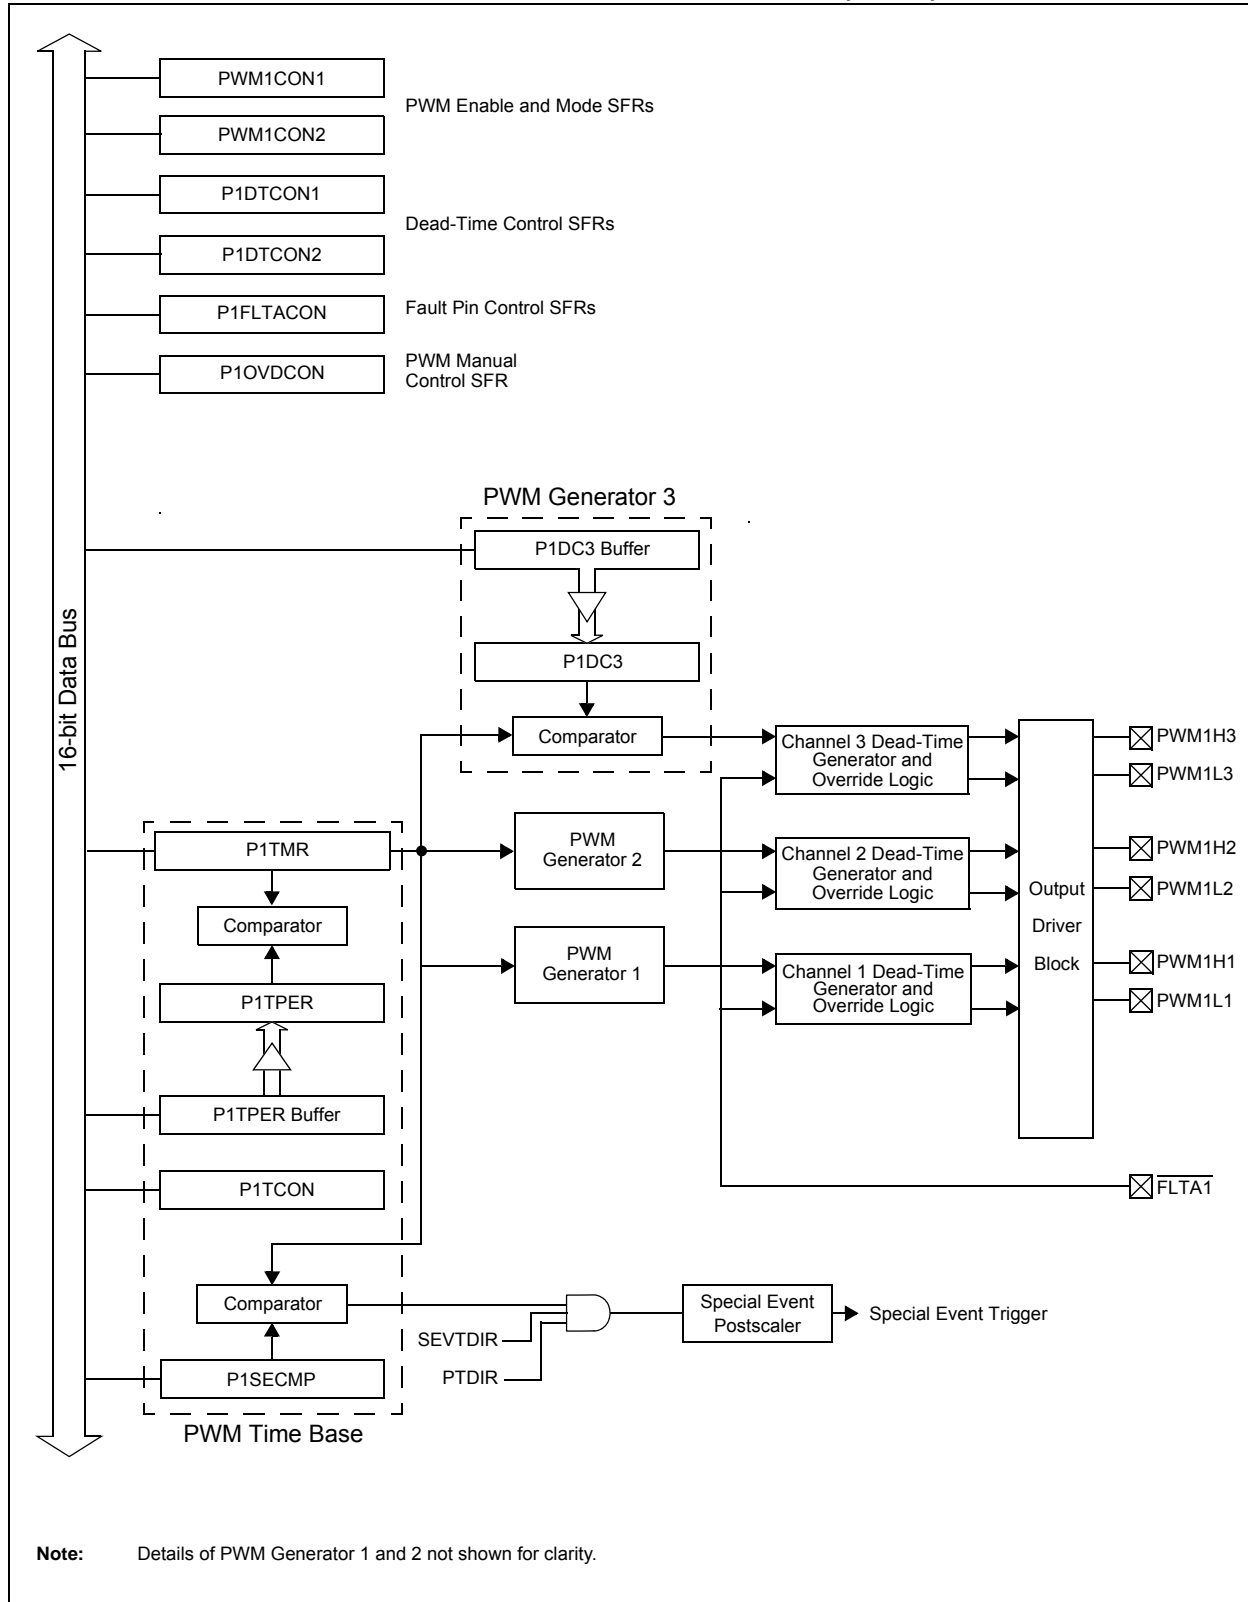 PWM1CON1
PWM Enable and Mode SFRs
PWM1CON2
P1DTCON1
Dead-Time Control SFRs
P1DTCON2
P1FLTACON
Fault Pin Control SFRs
P1OVDCON
PWM Manual
Control SFR
16-bit Data Bus
PWM Generator 3
P1DC3 Buffer
P1DC3
Comparator
Channel 3 Dead-Time
Generator and
Override Logic
PWM1H3
PWM1L3
P1TMR
Comparator
P1TPER
P1TPER Buffer
P1TCON
Comparator
P1SECMP
PWM Time Base
PWM
Generator 2
Channel 2 Dead-Time
Generator and
Override Logic
PWM1H2
PWM1L2
PWM
Generator 1
Channel 1 Dead-Time
Generator and
Override Logic
Output
Driver
Block
PWM1H1
PWM1L1
FLTA1
SEVTDIR
PTDIR
Special Event
Postscaler
Special Event Trigger
Note: Details of PWM Generator 1 and 2 not shown for clarity.